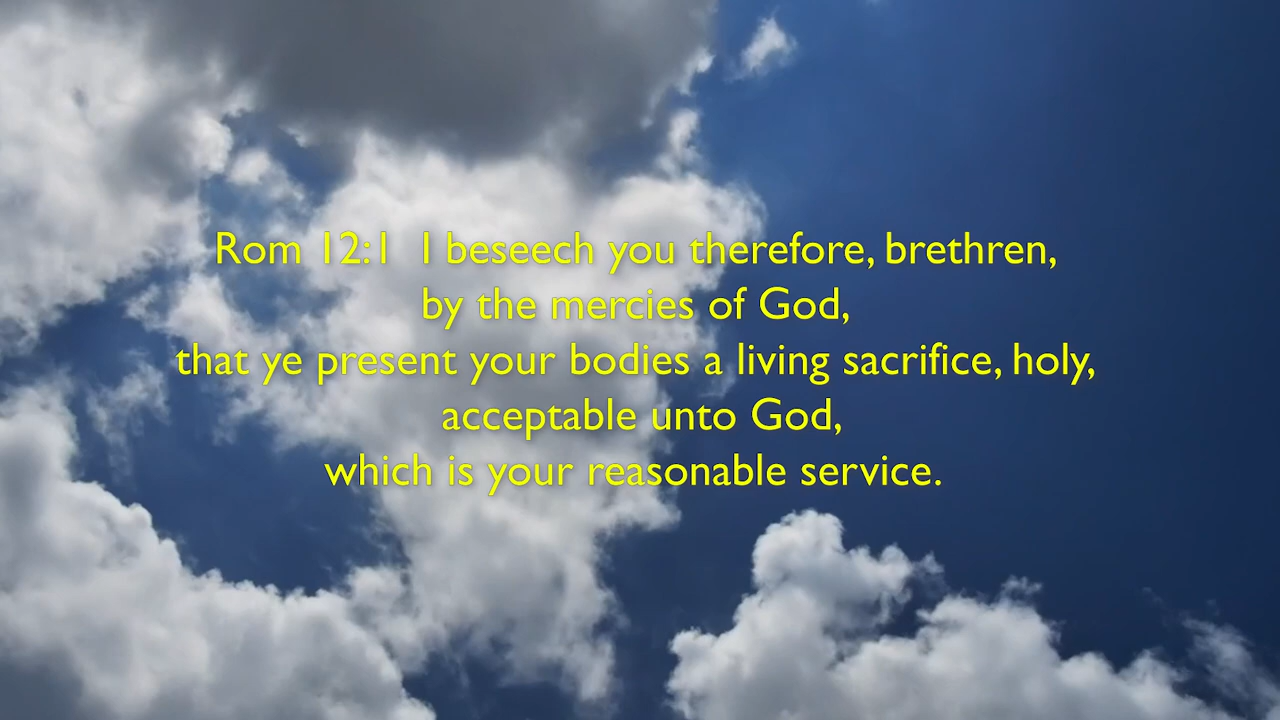 Rom 12:1  I beseech you therefore, brethren,
by the mercies of God,
that ye present your bodies a living sacrifice, holy,
acceptable unto God,
which is your reasonable service.